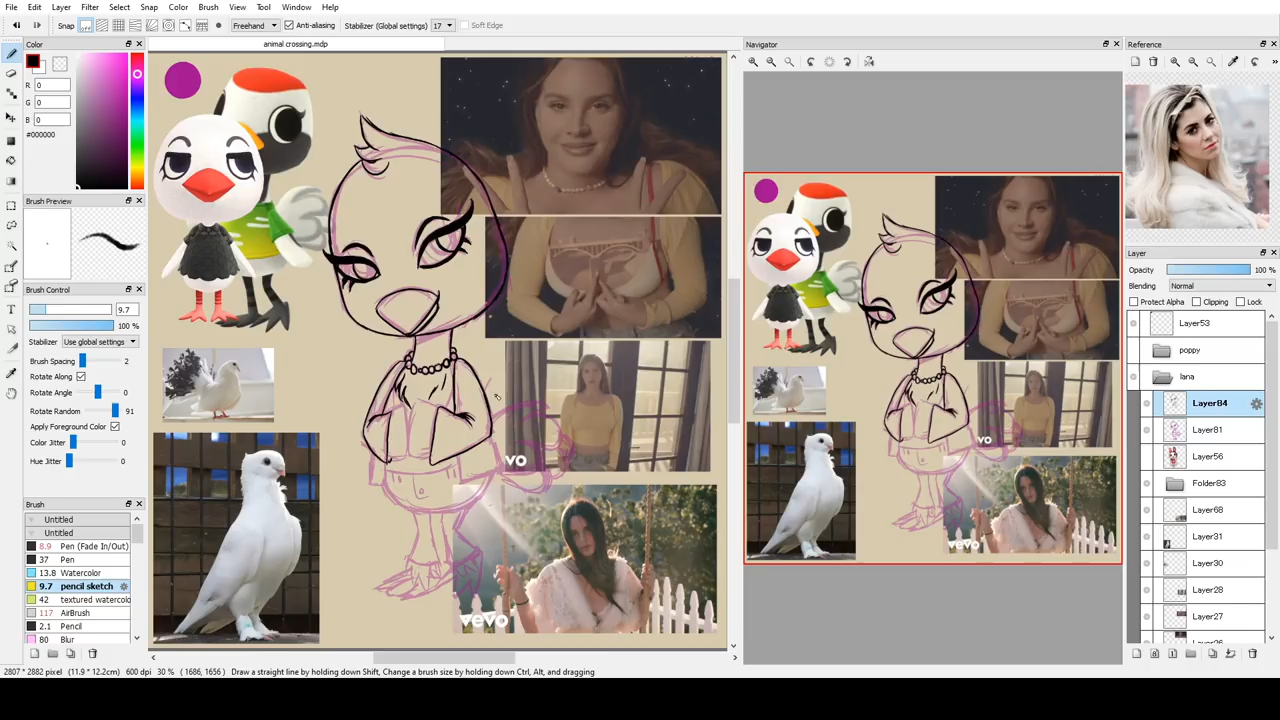 File Edit Layer Filter Select Snap Color Brush View Tool Window Help
Snap off Freehand Anti-aliasing Stabilizer (Global settings) 17 Soft Edge
Color
R 0
G 0
B 0
#000000
Brush Preview
Brush Control
9.7
100 %
Stabilizer Use global settings
Brush Spacing 2
Rotate Along
Rotate Angle 0
Rotate Random 91
Apply Foreground Color
Color Jitter 0
Hue Jitter 0
Brush
Untitled
Untitled
8.9 Pen (Fade In/Out)
37 Pen
13.8 Watercolor
9.7 pencil sketch
42 textured watercolo
117 AirBrush
2.1 Pencil
80 Blur
animal crossing.mdp
vo
vevo
Navigator
vo
vevo
Reference
Layer
Opacity 100 %
Blending Normal
Protect Alpha Clipping Lock
Layer53
poppy
lana
Layer84
Layer81
Layer56
Folder83
Layer68
Layer31
Layer30
Layer28
Layer27
2807 * 2882 pixel (11.9 * 12.2cm) 600 dpi 30 % ( 1686, 1656 ) Draw a straight line by holding down Shift, Change a brush size by holding down Ctrl, Alt, and dragging